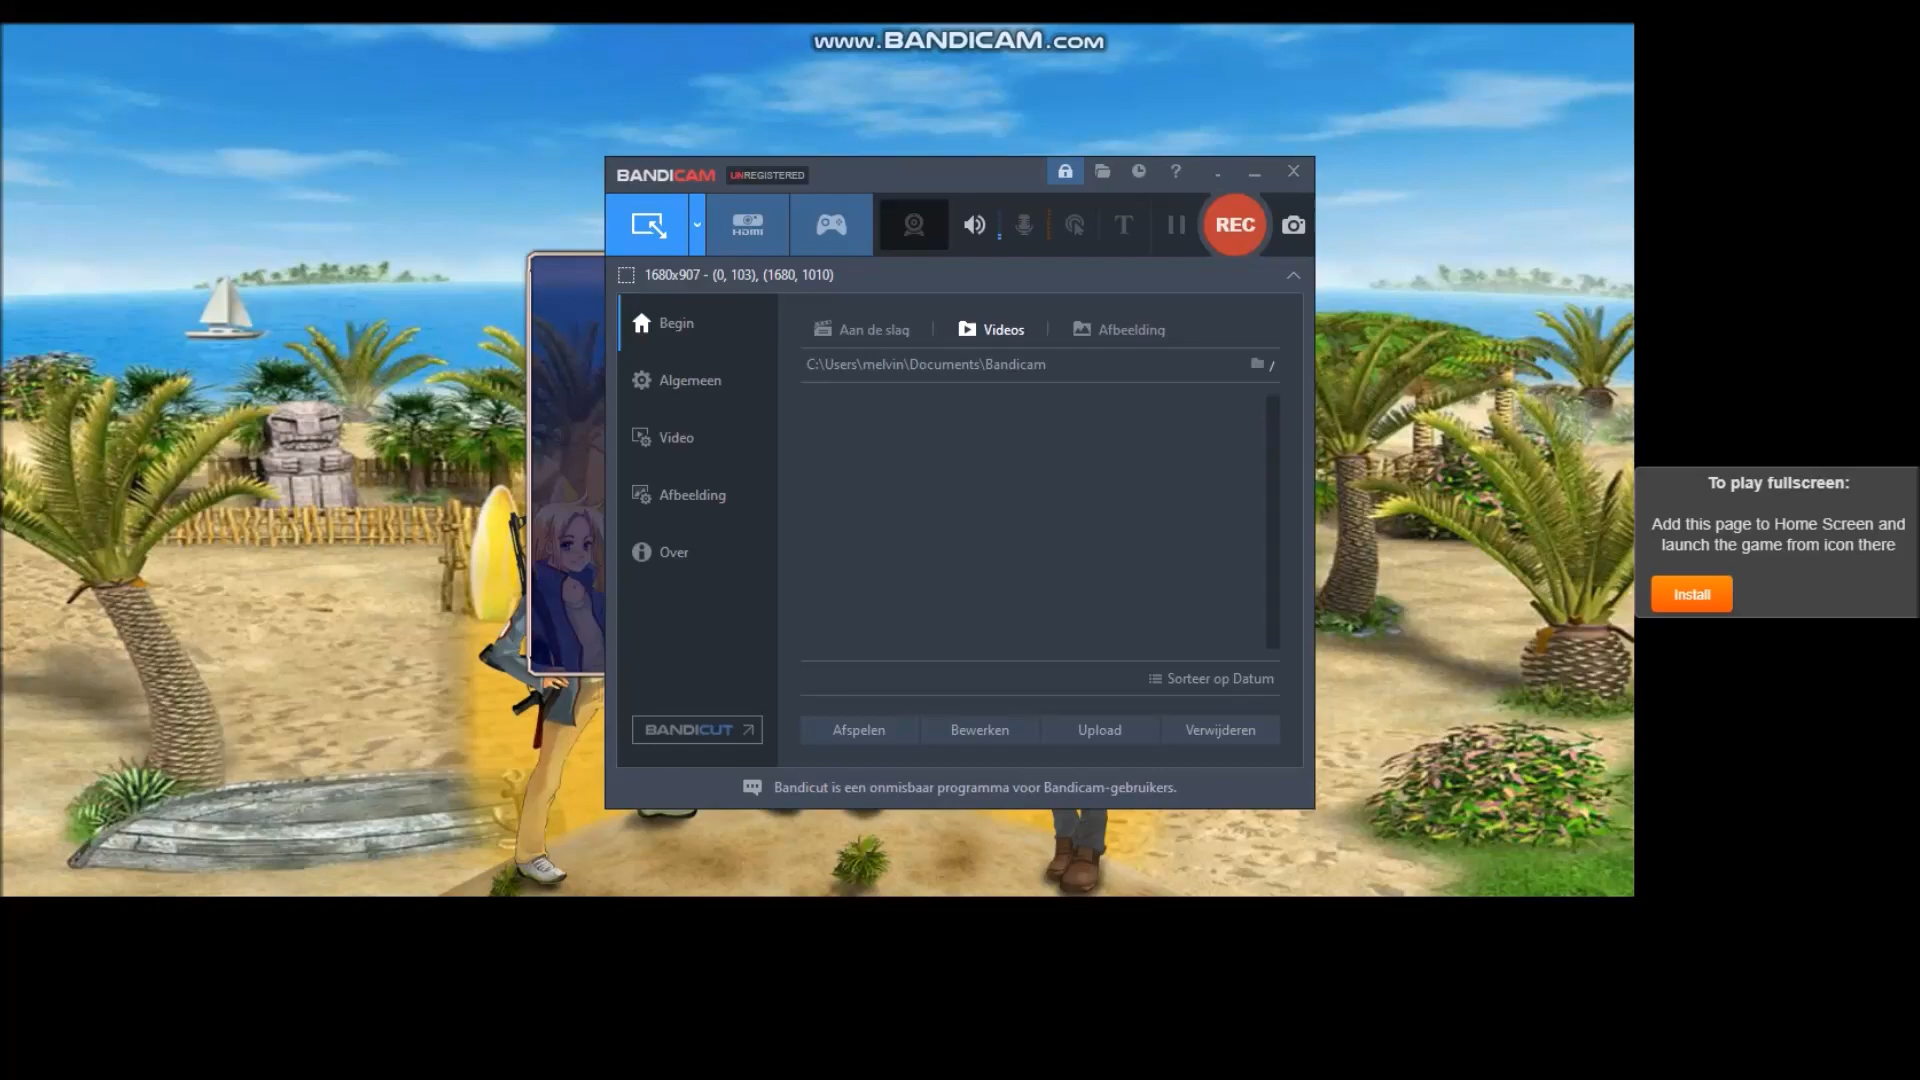 www.BANDICAM.com
BANDICAM UNREGISTERED
HDMI
T
REC
1680x907 - (0, 103), (1680, 1010)
Begin
Algemeen
Video
Afbeelding
Over
BANDICUT
Aan de slag
Videos
Afbeelding
C:\Users\melvin\Documents\Bandicam
Sorteer op Datum
Afspelen
Bewerken
Upload
Verwijderen
Bandicut is een onmisbaar programma voor Bandicam-gebruikers.
To play fullscreen:
Add this page to Home Screen and
launch the game from icon there
Install